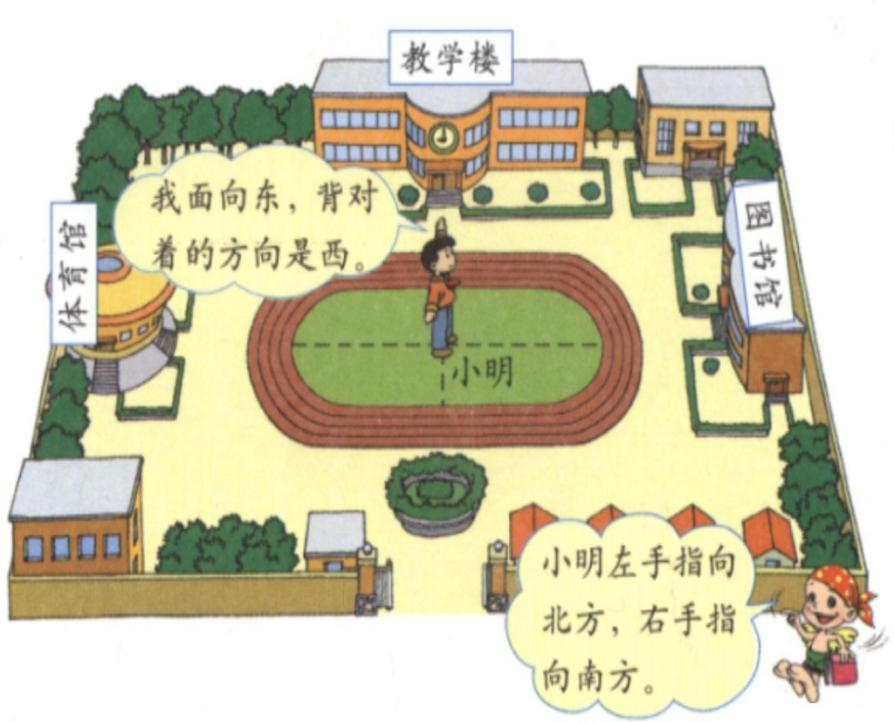 教学楼
我面向东，背对
着的方向是西。
体育馆
图书馆
小明
小明左手指向
北方，右手指
向南方。